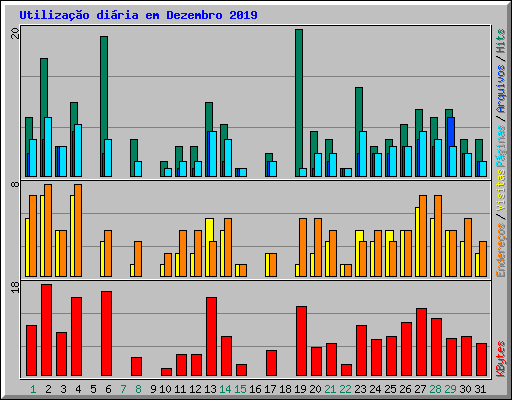 Utilização diária em Dezembro 2019
20
8
18
KBytes
Endereços / Visitas
Páginas / Arquivos / Hits
1 2 3 4 5 6 7 8 9 10 11 12 13 14 15 16 17 18 19 20 21 22 23 24 25 26 27 28 29 30 31